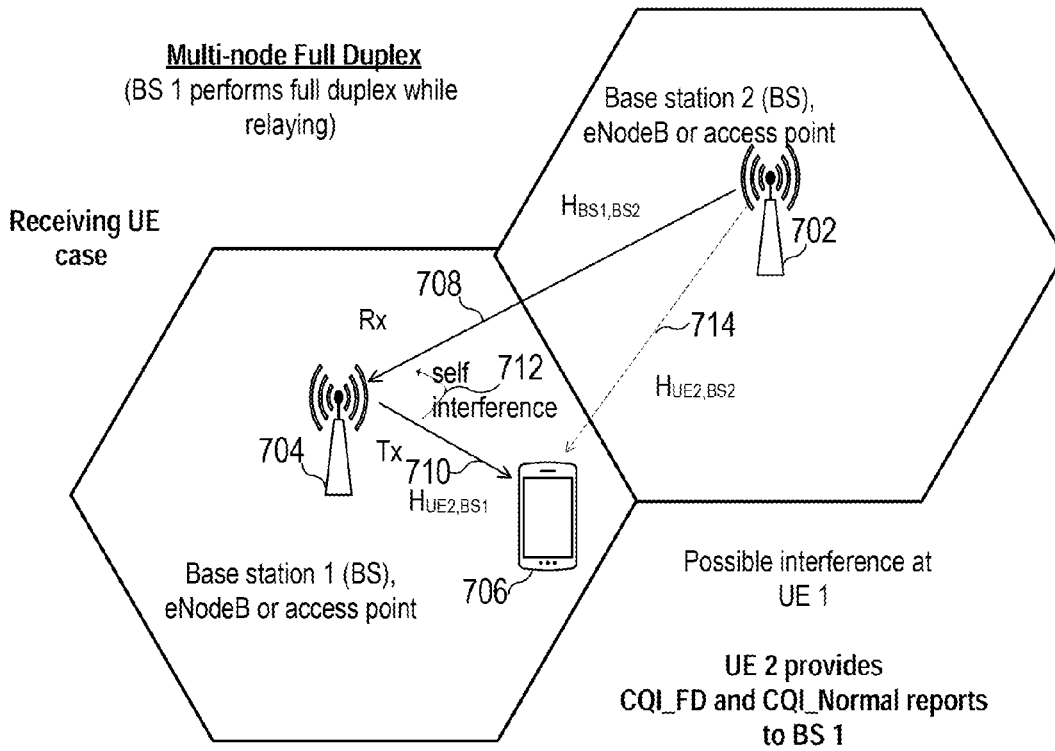 Multi-node Full Duplex
(BS 1 performs full duplex while
relaying)
Base station 2 (BS),
eNodeB or access point
Receiving UE
case
HBS1,BS2
702
708
714
Rx
self
712
interference
HUE2,BS2
704
Tx
710
HUE2,BS1
706
Base station 1 (BS),
eNodeB or access point
Possible interference at
UE 1
UE 2 provides
CQI_FD and CQI_Normal reports
to BS 1